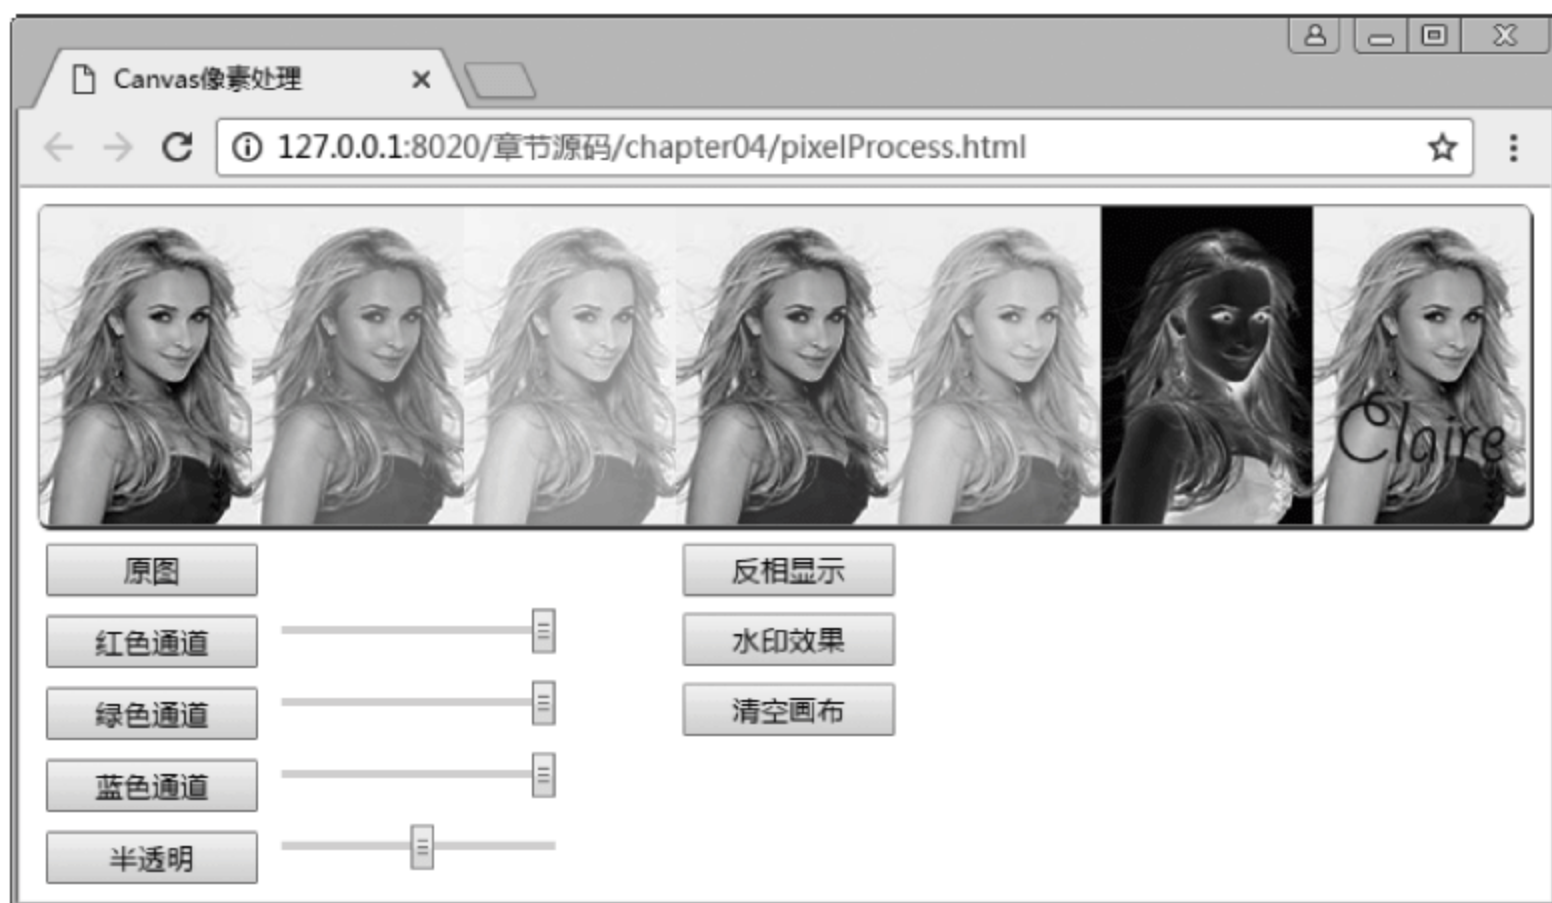 Canvas像素处理
127.0.0.1:8020/章节源码/chapter04/pixelProcess.html
Claire
原图
红色通道
绿色通道
蓝色通道
半透明
反相显示
水印效果
清空画布